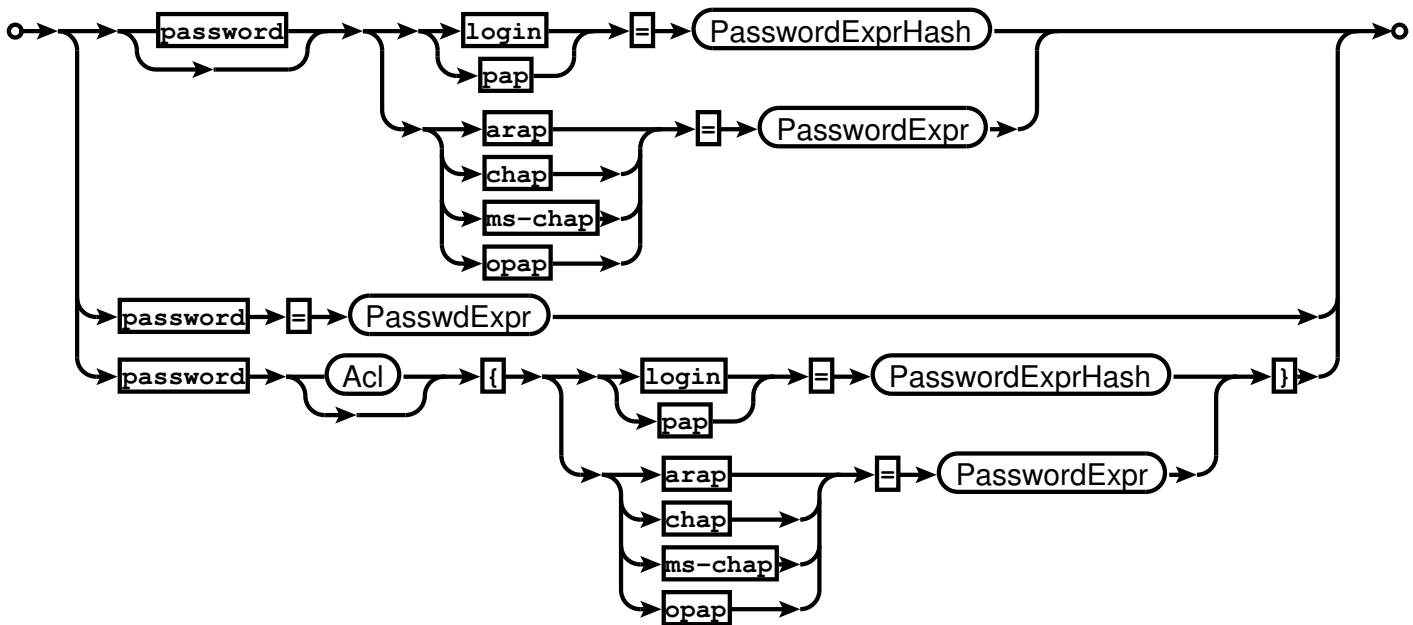 password login = PasswordExprHash
pap
arap = PasswordExpr
chap
ms-chap
opap
password = PasswdExpr
password Acl { login = PasswordExprHash }
pap
arap = PasswordExpr
chap
ms-chap
opap